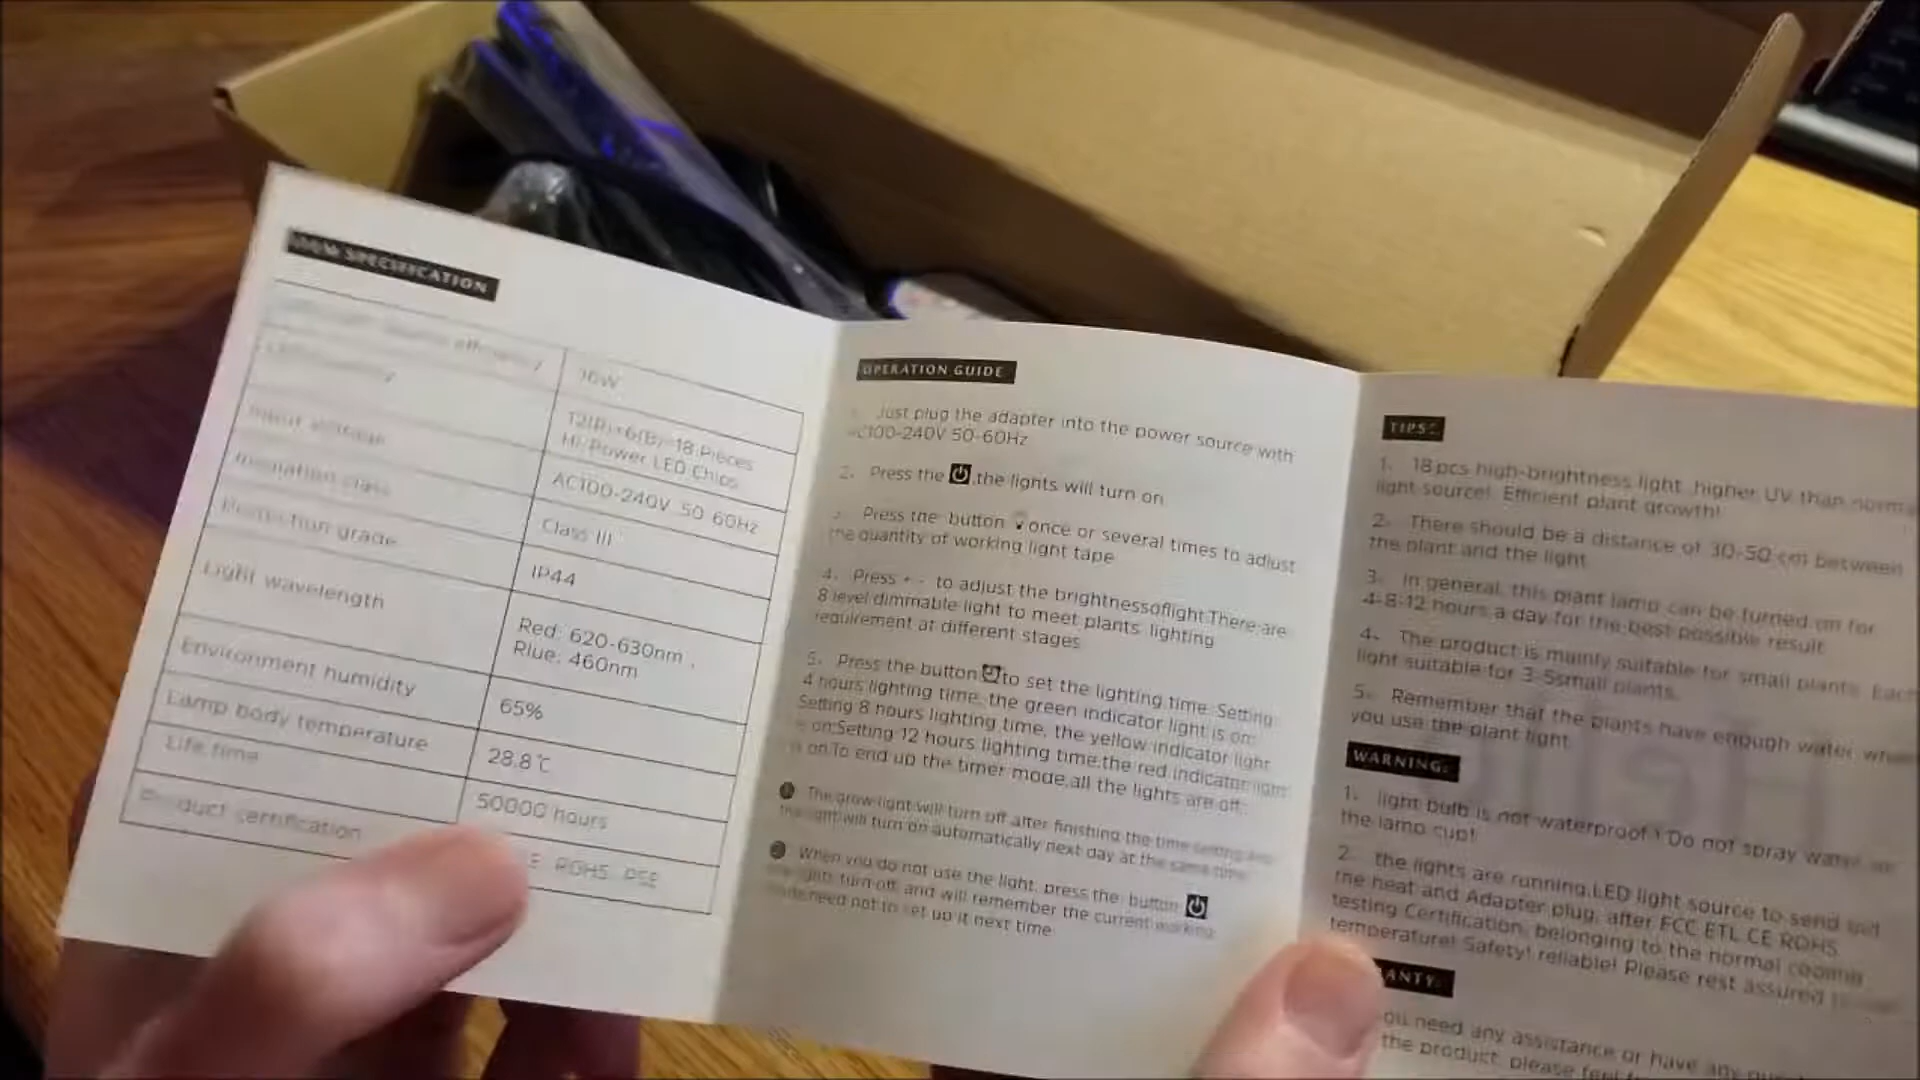 SPECIFICATION
efficiency
12(R)+6(B)=18 Pieces
Hi Power LED Chips
Input voltage
AC100-240V 50-60Hz
Insulation class
Class III
Protection grade
IP44
Light wavelength
Red: 620-630nm ,
Blue: 460nm
Environment humidity
65%
Lamp body temperature
28.8℃
Life time
50000 hours
Product certification
ROHS PSE
OPERATION GUIDE
Just plug the adapter into the power source with
AC100-240V 50-60Hz
2、 Press the ,the lights will turn on
Press the button once or several times to adjust
the quantity of working light tape
4、 Press + - to adjust the brightnessoflight.There are
8 level dimmable light to meet plants lighting
requirement at different stages
5、 Press the button to set the lighting time. Setting
4 hours lighting time, the green indicator light is on;
Setting 8 hours lighting time, the yellow indicator light
on;Setting 12 hours lighting time,the red indicator light
on.To end up the timer mode,all the lights are off;
1 The grow light will turn off after finishing the time setting and
the light will turn on automatically next day at the same time
2 When you do not use the light, press the button
lights turn off and will remember the current working
need not to set up it next time
TIPS:
1、 18pcs high-brightness light ,higher UV than
light source! Efficient plant growth!
2、 There should be a distance of 30-50 cm between
the plant and the light
3、 In general, this plant lamp can be turned on for
4-8-12 hours a day for the best possible result
4、 The product is mainly suitable for small plants. Each
light suitable for 3-5small plants.
5、 Remember that the plants have enough water
you use the plant light
WARNING:
1、 light bulb is not waterproof ! Do not spray water
the lamp cup!
2、 the lights are running,LED light source to send
the heat and Adapter plug, after FCC ETL CE ROHS
testing Certification, belonging to the normal cooling
temperature! Safety! reliable! Please rest assured
ANTY:
need any assistance or have any
the product, please feel